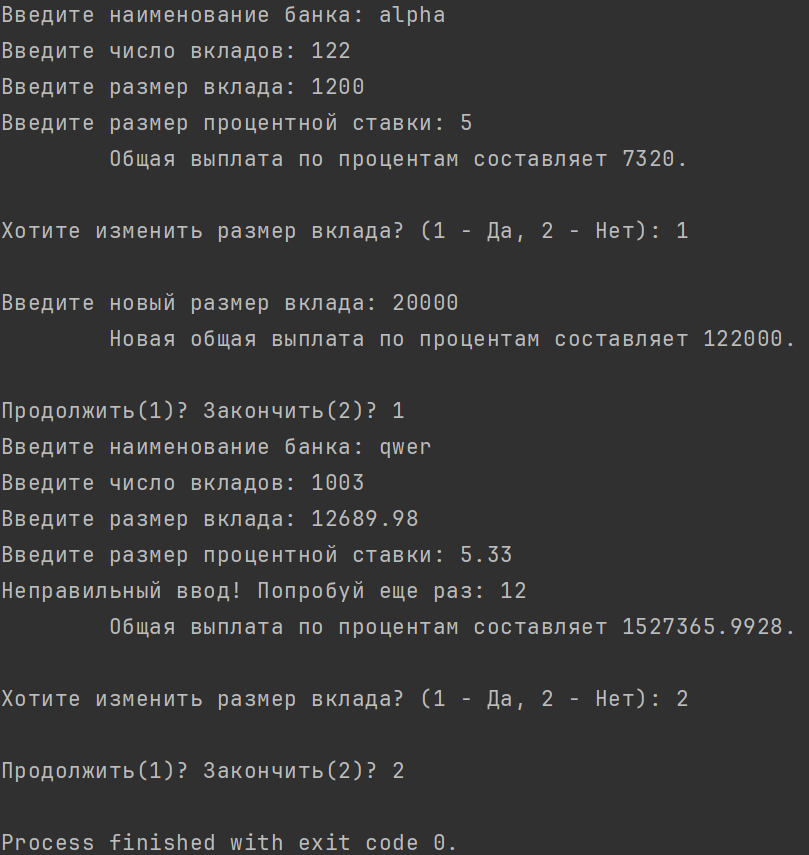 Введите наименование банка: alpha
Введите число вкладов: 122
Введите размер вклада: 1200
Введите размер процентной ставки: 5
Общая выплата по процентам составляет 7320.
Хотите изменить размер вклада? (1 - Да, 2 - Нет): 1
Введите новый размер вклада: 20000
Новая общая выплата по процентам составляет 122000.
Продолжить(1)? Закончить(2)? 1
Введите наименование банка: qwer
Введите число вкладов: 1003
Введите размер вклада: 12689.98
Введите размер процентной ставки: 5.33
Неправильный ввод! Попробуй еще раз: 12
Общая выплата по процентам составляет 1527365.9928.
Хотите изменить размер вклада? (1 - Да, 2 - Нет): 2
Продолжить(1)? Закончить(2)? 2
Process finished with exit code 0.